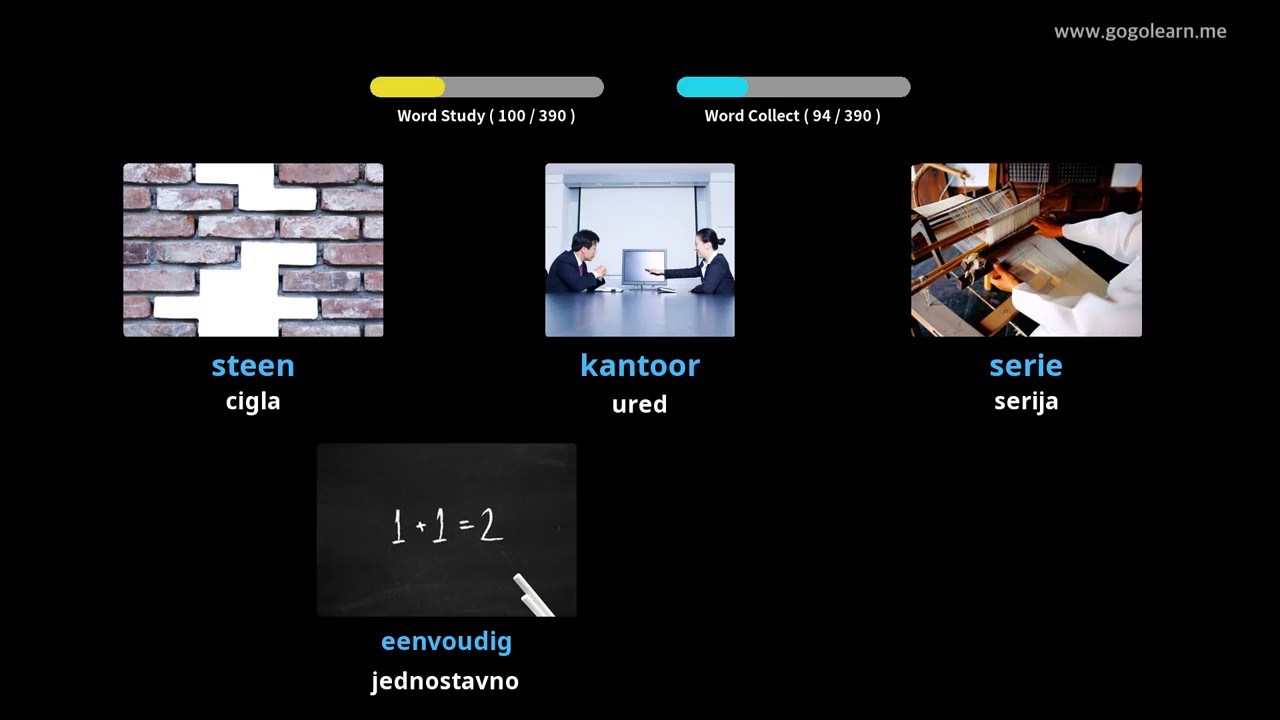 www.gogolearn.me
Word Study ( 100 / 390 )
Word Collect ( 94 / 390 )
steen
cigla
kantoor
ured
serie
serija
1 + 1 = 2
eenvoudig
jednostavno